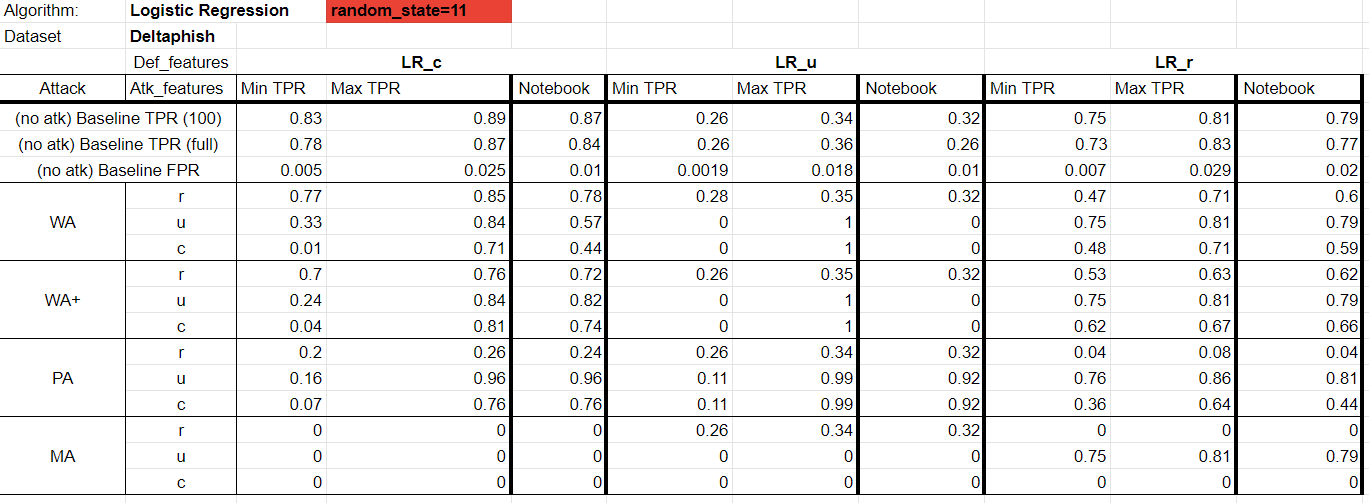 Algorithm: Logistic Regression random_state=11
Dataset Deltaphish
Def_features LR_c LR_u LR_r
Attack Atk_features Min TPR Max TPR Notebook Min TPR Max TPR Notebook Min TPR Max TPR Notebook
(no atk) Baseline TPR (100) 0.83 0.89 0.87 0.26 0.34 0.32 0.75 0.81 0.79
(no atk) Baseline TPR (full) 0.78 0.87 0.84 0.26 0.36 0.26 0.73 0.83 0.77
(no atk) Baseline FPR 0.005 0.025 0.01 0.0019 0.018 0.01 0.007 0.029 0.02
r 0.77 0.85 0.78 0.28 0.35 0.32 0.47 0.71 0.6
WA u 0.33 0.84 0.57 0 1 0 0.75 0.81 0.79
c 0.01 0.71 0.44 0 1 0 0.48 0.71 0.59
r 0.7 0.76 0.72 0.26 0.35 0.32 0.53 0.63 0.62
WA+ u 0.24 0.84 0.82 0 1 0 0.75 0.81 0.79
c 0.04 0.81 0.74 0 1 0 0.62 0.67 0.66
r 0.2 0.26 0.24 0.26 0.34 0.32 0.04 0.08 0.04
PA u 0.16 0.96 0.96 0.11 0.99 0.92 0.76 0.86 0.81
c 0.07 0.76 0.76 0.11 0.99 0.92 0.36 0.64 0.44
r 0 0 0 0.26 0.34 0.32 0 0 0
MA u 0 0 0 0 0 0 0.75 0.81 0.79
c 0 0 0 0 0 0 0 0 0